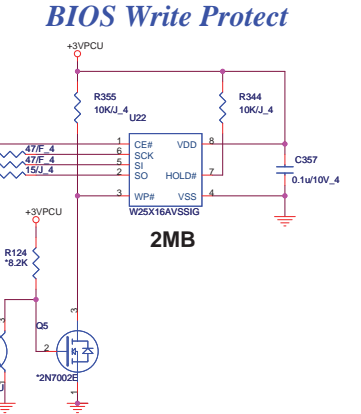 BIOS Write Protect
+3VPCU
R355
10K/J_4
R344
10K/J_4
U22
1
CE#
VDD
8
47/F_4
6
SCK
47/F_4
5
SI
C357
15/J_4
2
SO
HOLD#
7
0.1u/10V_4
3
WP#
VSS
4
W25X16AVSSIG
2MB
+3VPCU
R124
*8.2K
3
3
Q5
2
*2N7002E
1